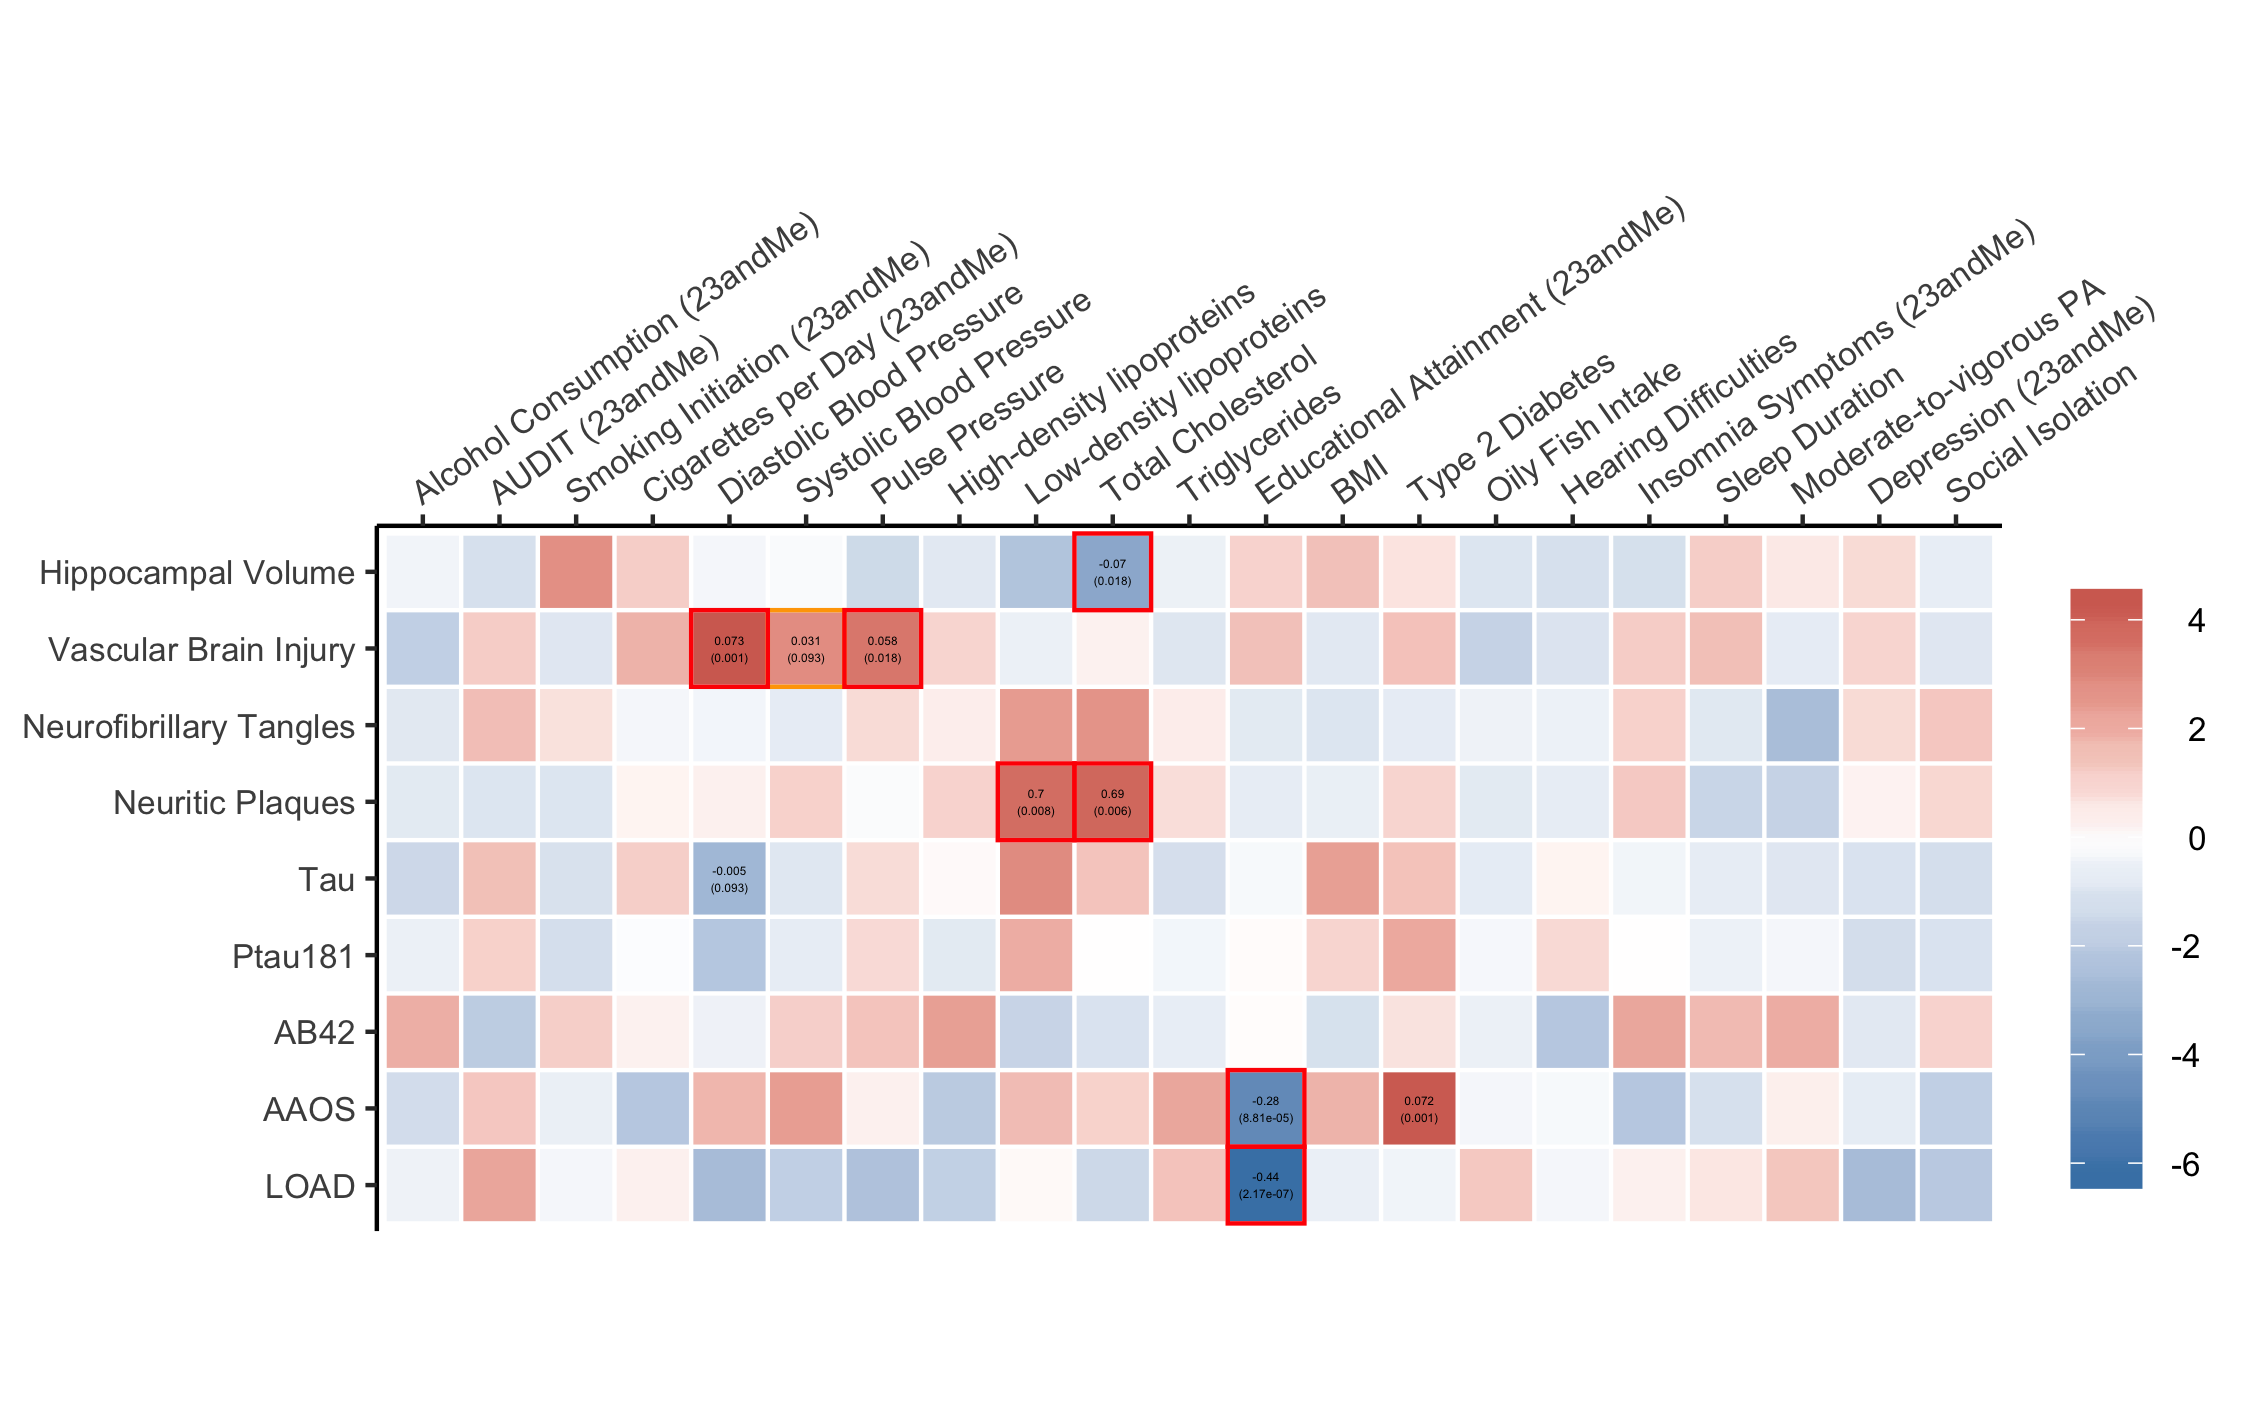 Alcohol Consumption (23andMe)
AUDIT (23andMe)
Smoking Initiation (23andMe)
Cigarettes per Day (23andMe)
Diastolic Blood Pressure
Systolic Blood Pressure
Pulse Pressure
High-density lipoproteins
Low-density lipoproteins
Total Cholesterol
Triglycerides
Educational Attainment (23andMe)
BMI
Type 2 Diabetes
Oily Fish Intake
Hearing Difficulties
Insomnia Symptoms (23andMe)
Sleep Duration
Moderate-to-vigorous PA
Depression (23andMe)
Social Isolation
Hippocampal Volume
-0.07
(0.018)
Vascular Brain Injury
0.073
(0.001)
0.031
(0.093)
0.058
(0.018)
Neurofibrillary Tangles
Neuritic Plaques
0.7
(0.008)
0.69
(0.006)
Tau
-0.005
(0.093)
Ptau181
AB42
AAOS
-0.28
(8.81e-05)
0.072
(0.001)
LOAD
-0.44
(2.17e-07)
4
2
0
-2
-4
-6